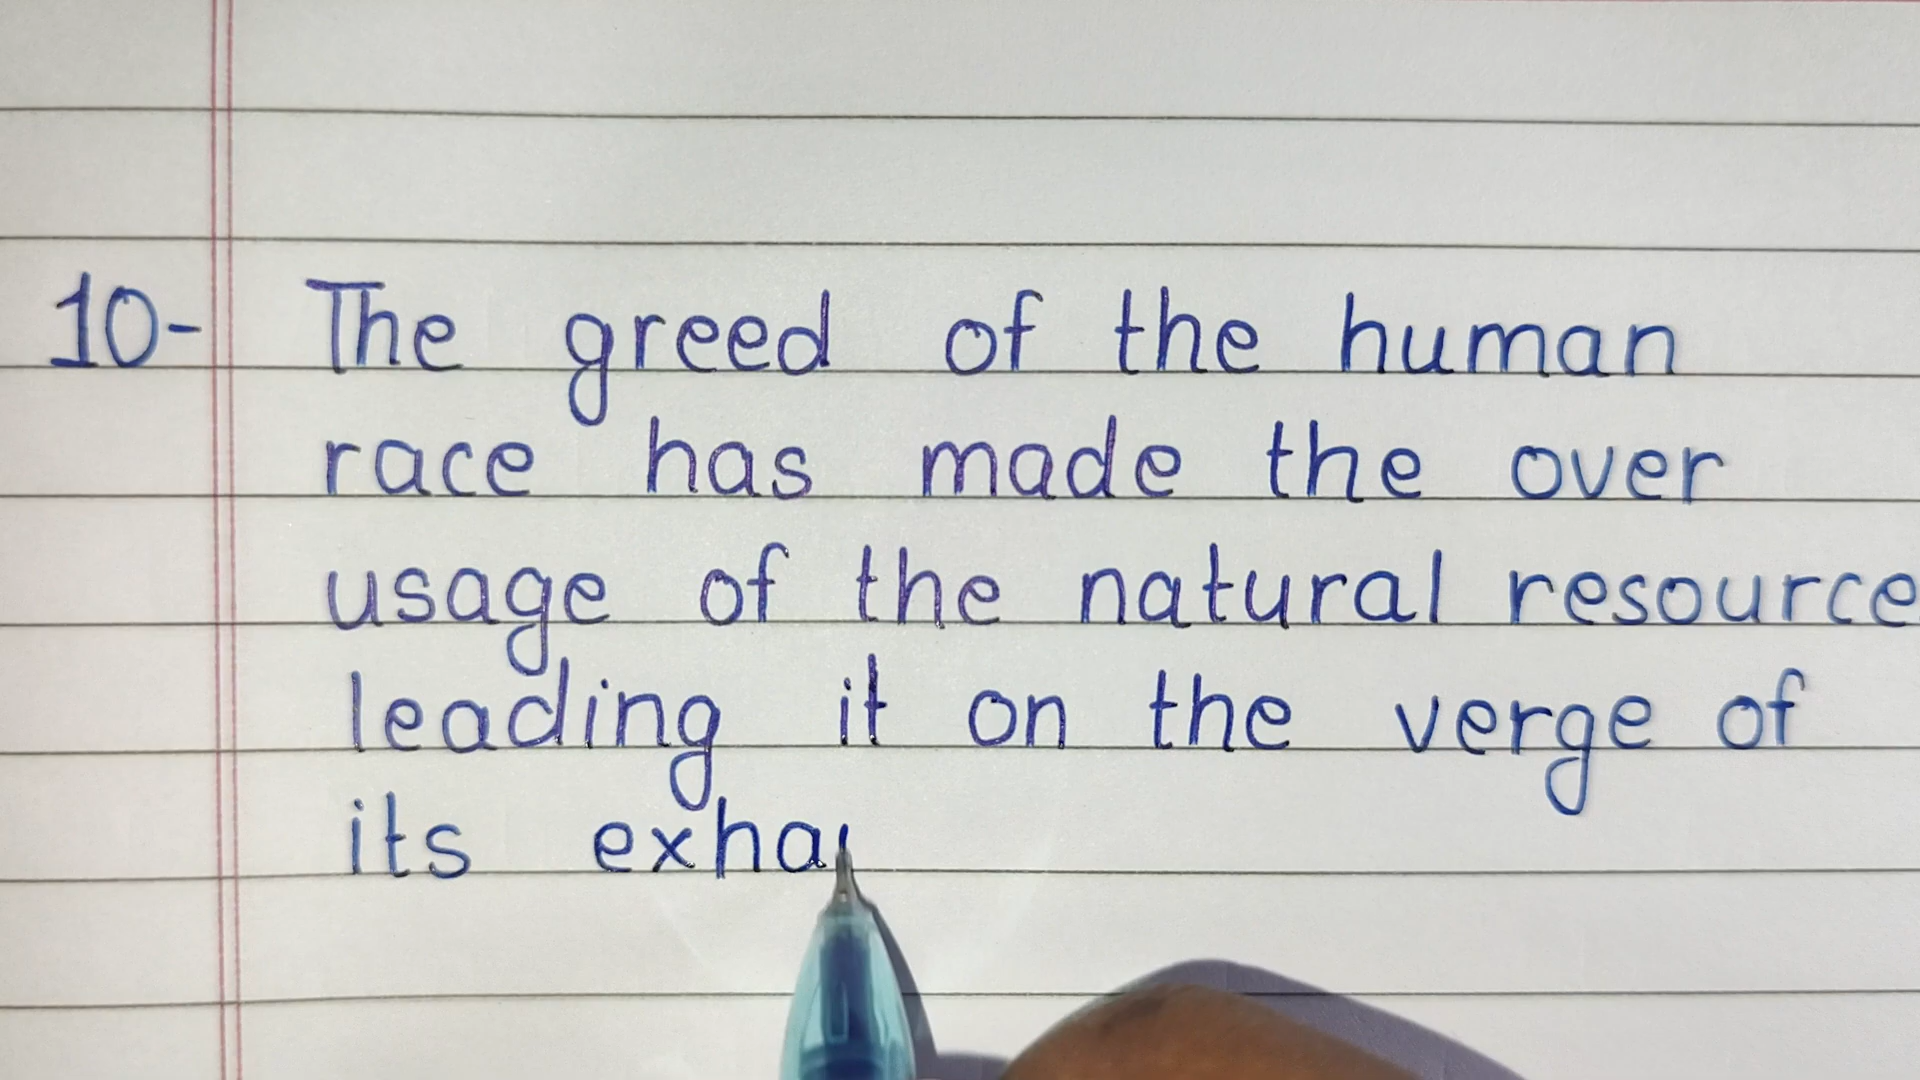 10- The greed of the human
race has made the over
usage of the natural resource
leading it on the verge of
its exha